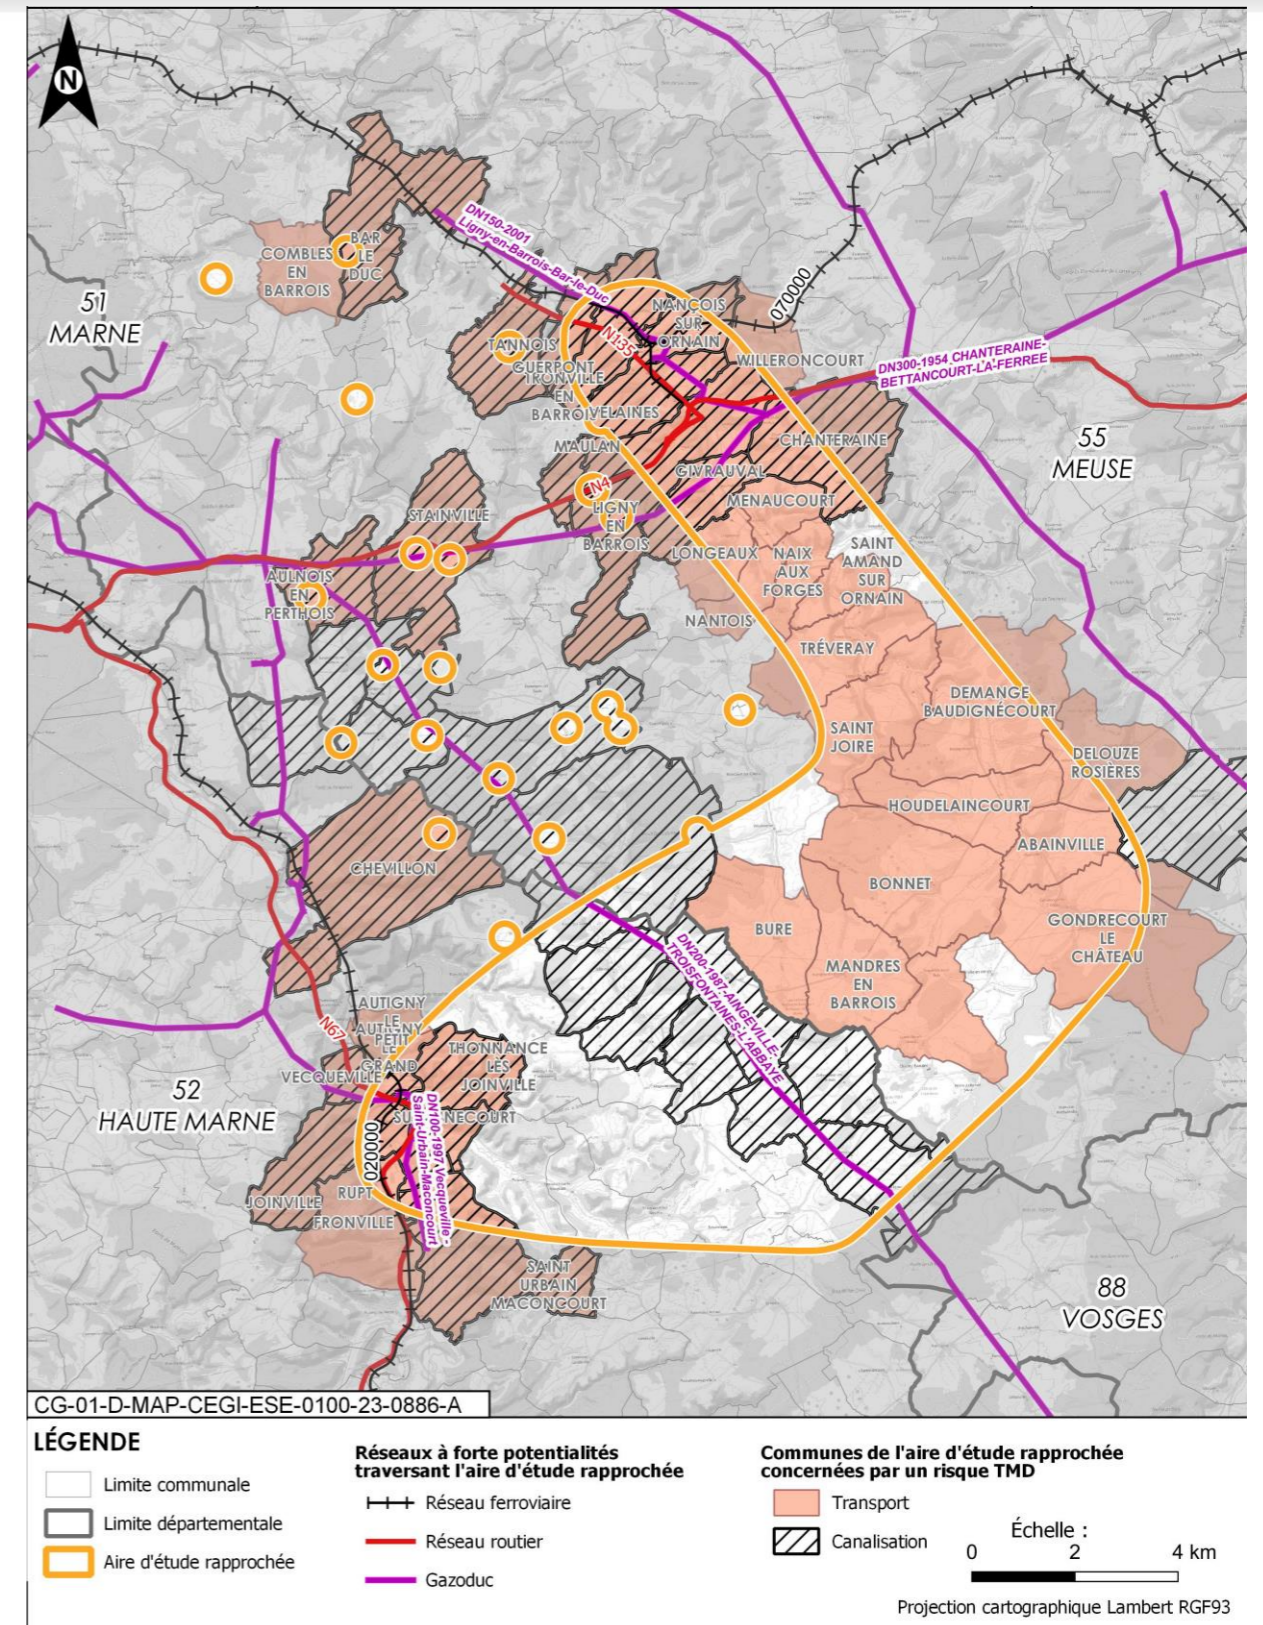 N
DN150-2001
Ligny-en-Barrois-Bar-le-Duc
COMBLES
EN
BARROIS
BAR
LE
DUC
51
MARNE
070000
NANÇOIS
SUR
ORNAIN
N135
TANNOIS
GUERPONT
TRONVILLE
EN
BARROIS
VELAINES
WILLERONCOURT
DN300-1954 CHANTERAINE-
BETTANCOURT-LA-FERREE
MAULAN
CHANTERAINE
55
MEUSE
GIVRAUVAL
N4
MENAUCOURT
STAINVILLE
LIGNY
EN
BARROIS
LONGEAUX
NAIX
AUX
FORGES
SAINT
AMAND
SUR
ORNAIN
AULNOIS
EN
PERTHOIS
NANTOIS
TRÉVERAY
DEMANGE
BAUDIGNÉCOURT
SAINT
JOIRE
DELOUZE
ROSIÈRES
HOUDELAINCOURT
ABAINVILLE
CHEVILLON
BONNET
BURE
GONDRECOURT
LE
CHÂTEAU
DN200-1987-AINGEVILLE-
TROISFONTAINES-L'ABBAYE
MANDRES
EN
BARROIS
AUTIGNY
LE
PETIT
AUTIGNY
LE
GRAND
N67
THONNANCE
LÈS
JOINVILLE
VECQUEVILLE
52
HAUTE MARNE
SUZANNECOURT
020000
DN100-1997 Vecqueville-
Saint-Urbain-Maconcourt
JOINVILLE
RUPT
FRONVILLE
SAINT
URBAIN
MACONCOURT
88
VOSGES
CG-01-D-MAP-CEGI-ESE-0100-23-0886-A
LÉGENDE
Limite communale
Limite départementale
Aire d'étude rapprochée
Réseaux à forte potentialités
traversant l'aire d'étude rapprochée
Réseau ferroviaire
Réseau routier
Gazoduc
Communes de l'aire d'étude rapprochée
concernées par un risque TMD
Transport
Canalisation
Échelle :
0 2 4 km
Projection cartographique Lambert RGF93